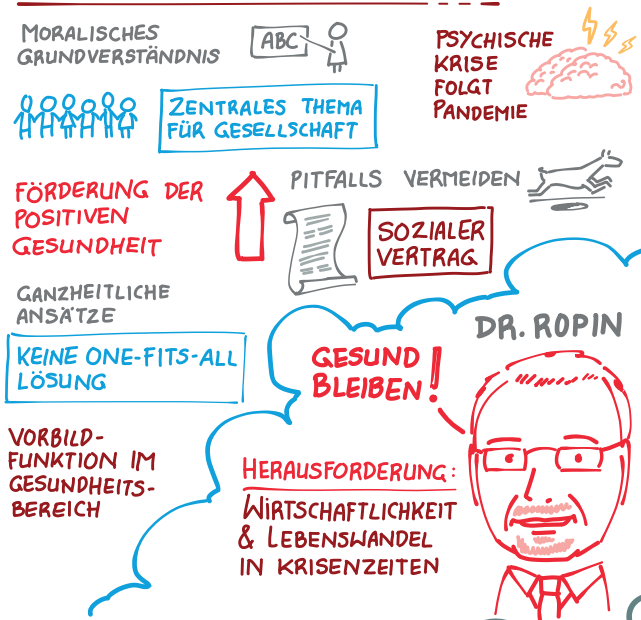 MORALISCHES
GRUNDVERSTÄNDNIS
ABC
PSYCHISCHE
KRISE
FOLGT
PANDEMIE
ZENTRALES THEMA
FÜR GESELLSCHAFT
FÖRDERUNG DER
POSITIVEN
GESUNDHEIT
PITFALLS VERMEIDEN
SOZIALER
VERTRAG
GANZHEITLICHE
ANSÄTZE
KEINE ONE-FITS-ALL
LÖSUNG
VORBILD-
FUNKTION IM
GESUNDHEITS-
BEREICH
DR. ROPIN
GESUND
BLEIBEN!
HERAUSFORDERUNG:
WIRTSCHAFTLICHKEIT
& LEBENSWANDEL
IN KRISENZEITEN